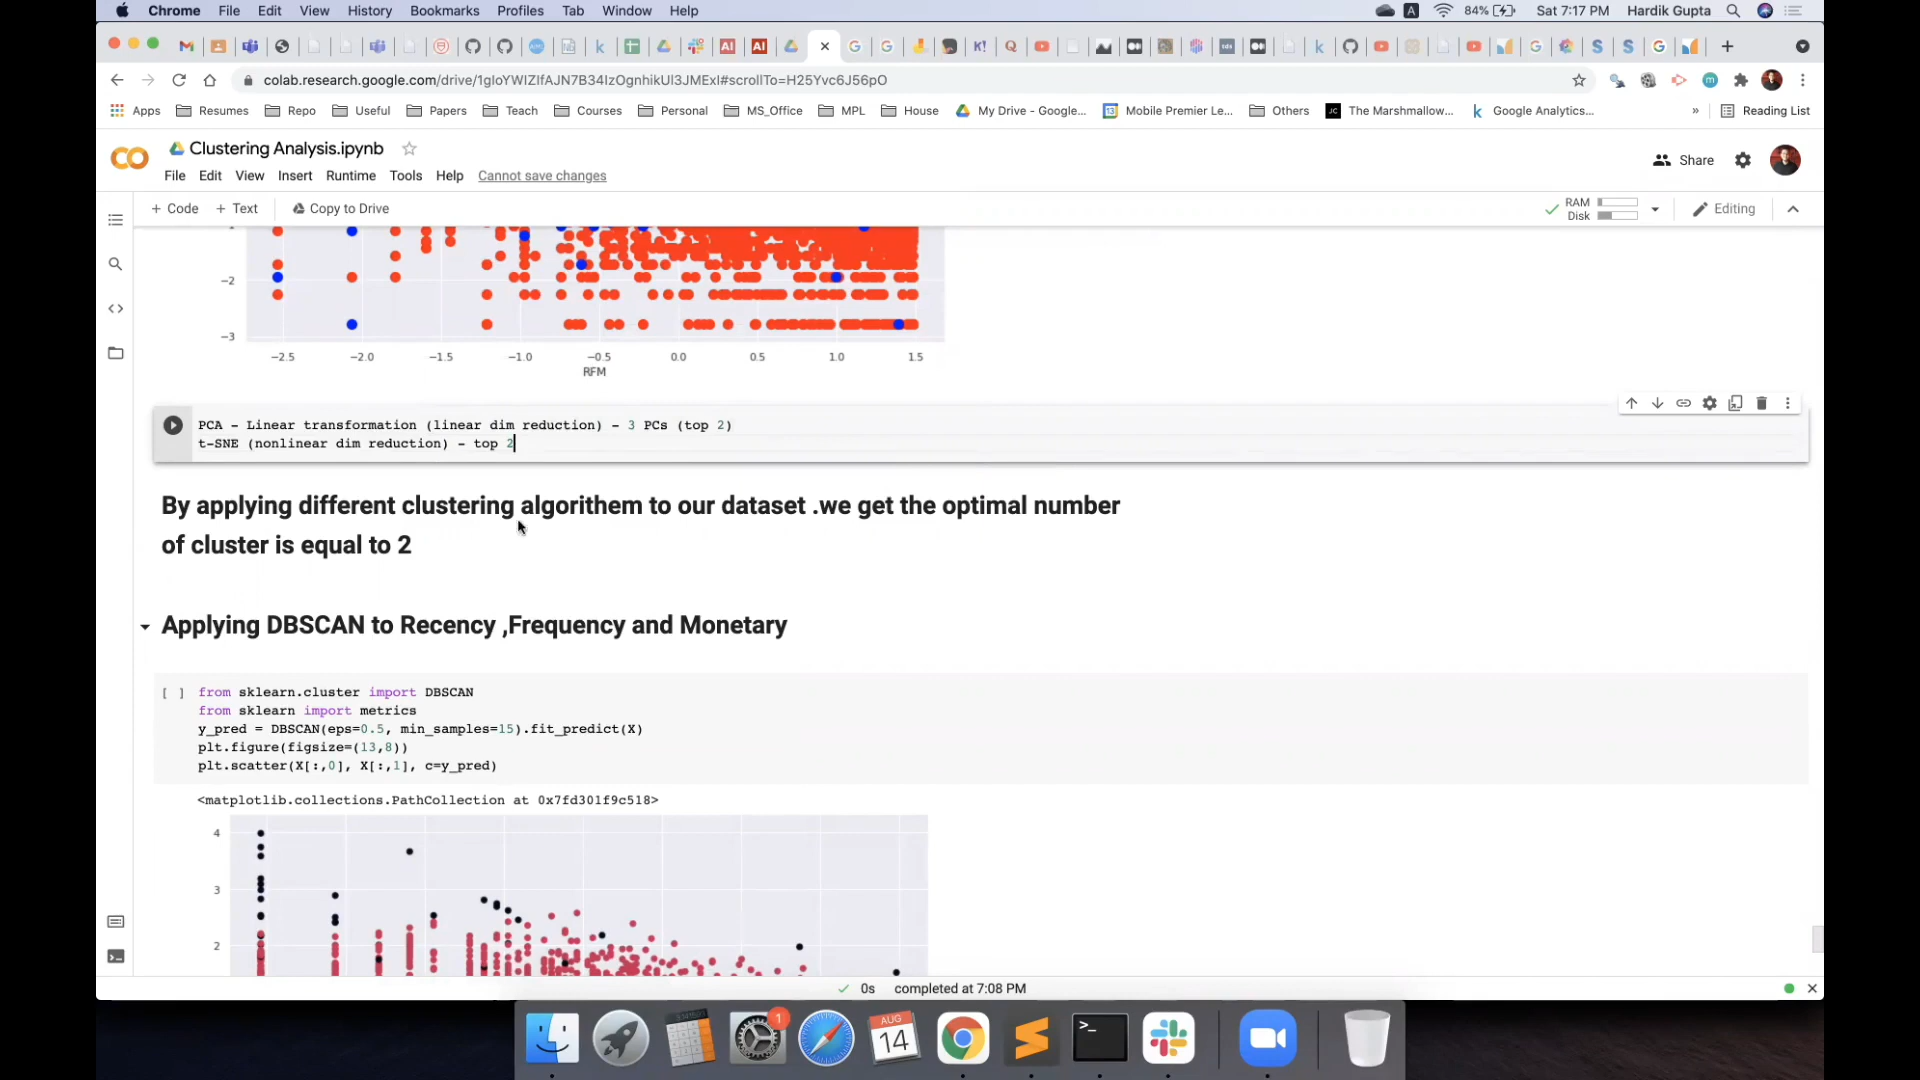 Chrome File Edit View History Bookmarks Profiles Tab Window Help
84% Sat 7:17 PM Hardik Gupta
Apps Resumes Repo Useful Papers Teach Courses Personal MS_Office MPL House My Drive - Google... Mobile Premier Le... Others The Marshmallow... Google Analytics... » Reading List
Clustering Analysis.ipynb
Share
File Edit View Insert Runtime Tools Help Cannot save changes
+ Code + Text Copy to Drive
RAM
Disk
Editing
−2
−3
−2.5 −2.0 −1.5 −1.0 −0.5 0.0 0.5 1.0 1.5
RFM
PCA - Linear transformation (linear dim reduction) - 3 PCs (top 2)
t-SNE (nonlinear dim reduction) - top 2
By applying different clustering algorithem to our dataset .we get the optimal number
of cluster is equal to 2
Applying DBSCAN to Recency ,Frequency and Monetary
[ ] from sklearn.cluster import DBSCAN
from sklearn import metrics
y_pred = DBSCAN(eps=0.5, min_samples=15).fit_predict(X)
plt.figure(figsize=(13,8))
plt.scatter(X[:,0], X[:,1], c=y_pred)
<matplotlib.collections.PathCollection at 0x7fd301f9c518>
4
3
2
0s completed at 7:08 PM
1
AUG
14